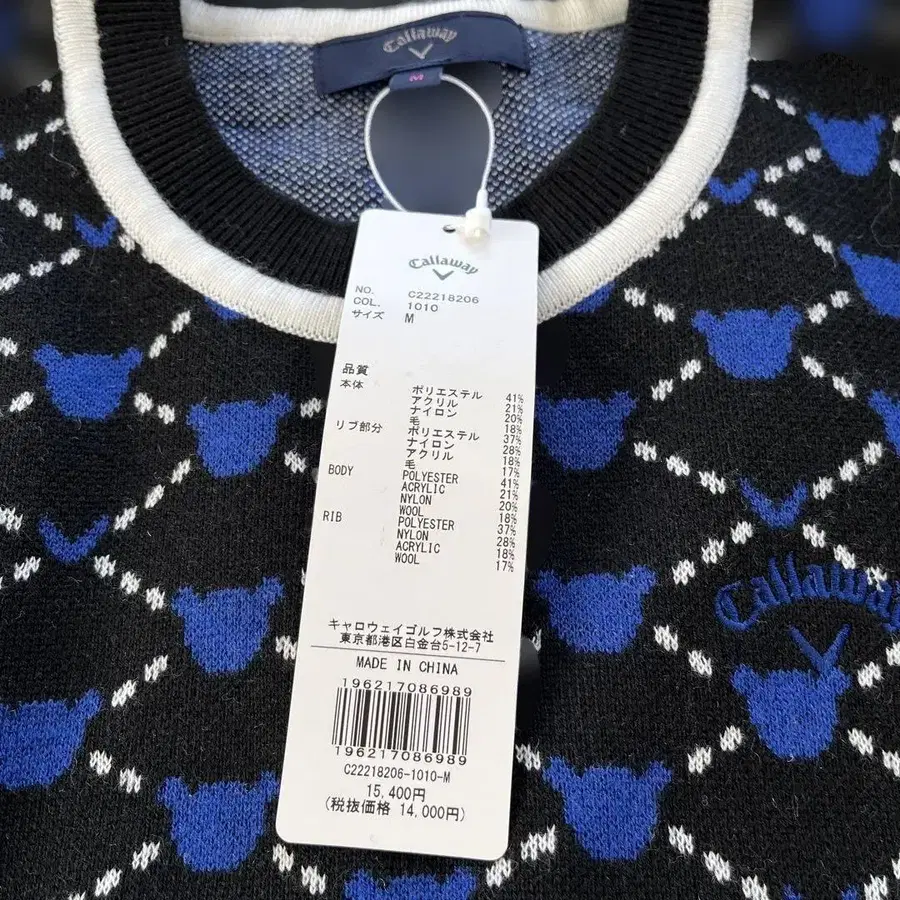 Callaway
M
Callaway
NO. C22218206
COL. 1010
サイズ M
品質
本体 ポリエステル 41%
アクリル 21%
ナイロン 20%
毛 18%
リブ部分 ポリエステル 37%
ナイロン 28%
アクリル 18%
毛 17%
BODY POLYESTER 41%
ACRYLIC 21%
NYLON 20%
WOOL 18%
RIB POLYESTER 37%
NYLON 28%
ACRYLIC 18%
WOOL 17%
キャロウェイゴルフ株式会社
東京都港区白金台5-12-7
MADE IN CHINA
196217086989
196217086989
C22218206-1010-M
15,400円
(税抜価格 14,000円)
Callaway